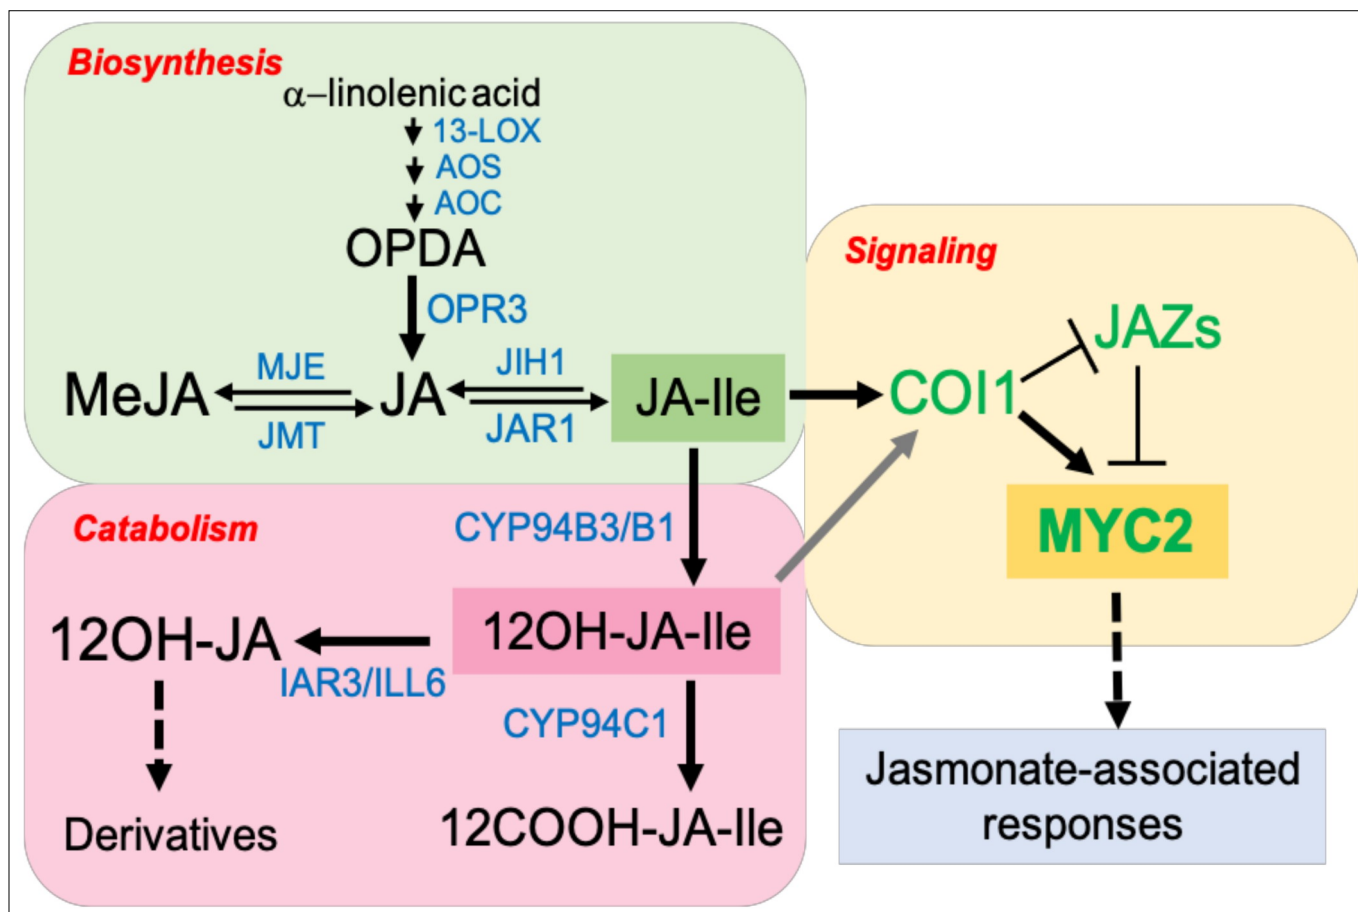 Biosynthesis
α–linolenic acid
13-LOX
AOS
AOC
OPDA
OPR3
MJE
JIH1
MeJA
JA
JA-Ile
JMT
JAR1
Signaling
JAZs
COI1
MYC2
Catabolism
CYP94B3/B1
12OH-JA
12OH-JA-Ile
IAR3/ILL6
CYP94C1
Derivatives
12COOH-JA-Ile
Jasmonate-associated
responses